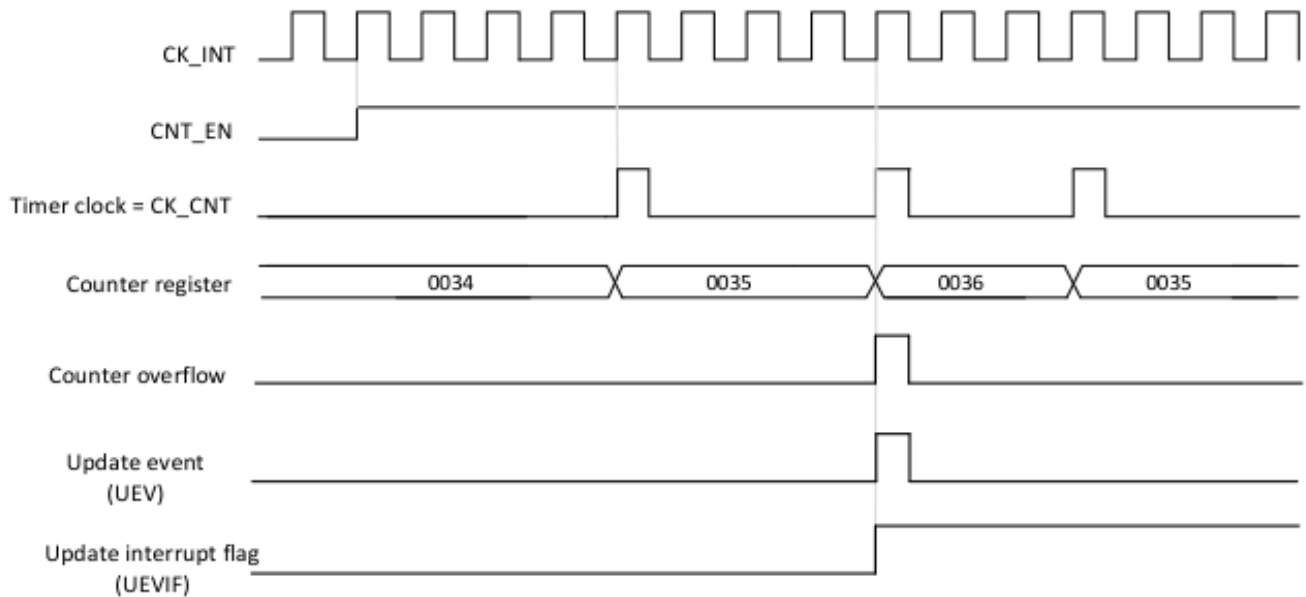 CK_INT
CNT_EN
Timer clock = CK_CNT
Counter register
0034
0035
0036
0035
Counter overflow
Update event
(UEV)
Update interrupt flag
(UEVIF)